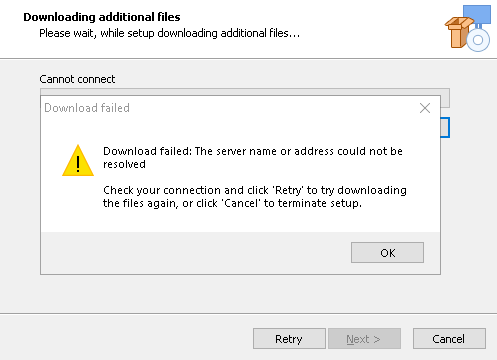 Downloading additional files
Please wait, while setup downloading additional files...
Cannot connect
Download failed
Download failed: The server name or address could not be
resolved
Check your connection and click 'Retry' to try downloading
the files again, or click 'Cancel' to terminate setup.
OK
Retry
Next >
Cancel